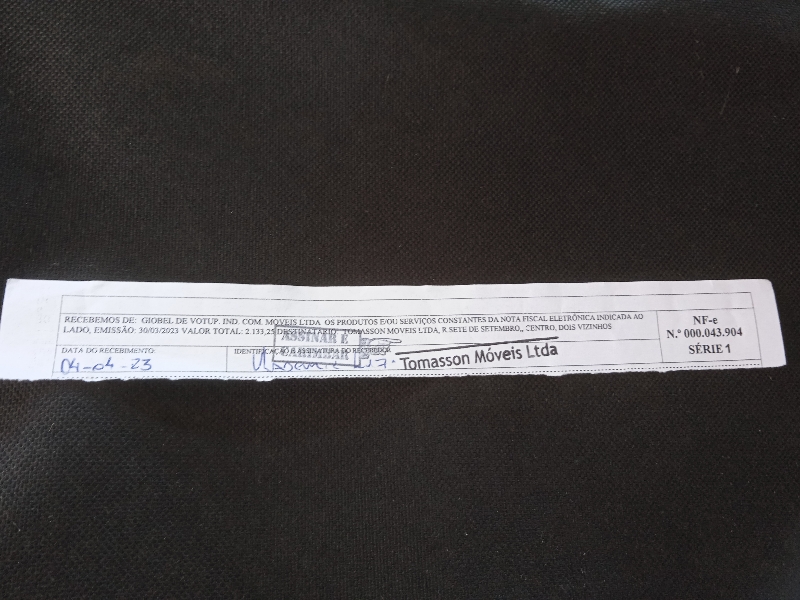 RECEBEMOS DE: GIOBEL DE VOTUP. IND. COM. MOVEIS LTDA OS PRODUTOS E/OU SERVIÇOS CONSTANTES DA NOTA FISCAL ELETRÔNICA INDICADA AO
LADO, EMISSÃO: 30/03/2023 VALOR TOTAL: 2.133,25 DESTINATÁRIO: TOMASSON MOVEIS LTDA, R SETE DE SETEMBRO,, CENTRO, DOIS VIZINHOS
NF-e
N.º 000.043.904
SÉRIE 1
DATA DO RECEBIMENTO:
04-04-23
IDENTIFICAÇÃO E ASSINATURA DO RECEBEDOR
ASSINAR E
CARIMBAR
Tomasson Móveis Ltda